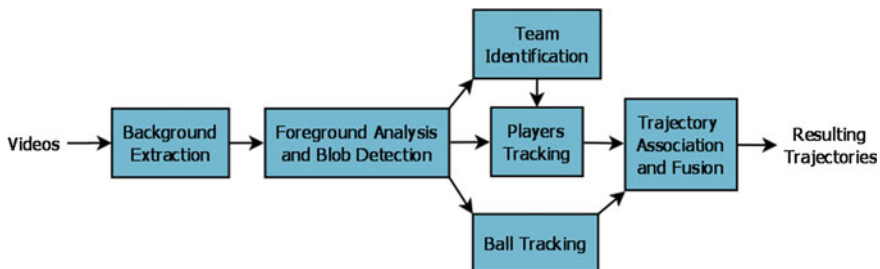 Videos
Background
Extraction
Foreground Analysis
and Blob Detection
Team
Identification
Players
Tracking
Ball Tracking
Trajectory
Association
and Fusion
Resulting
Trajectories